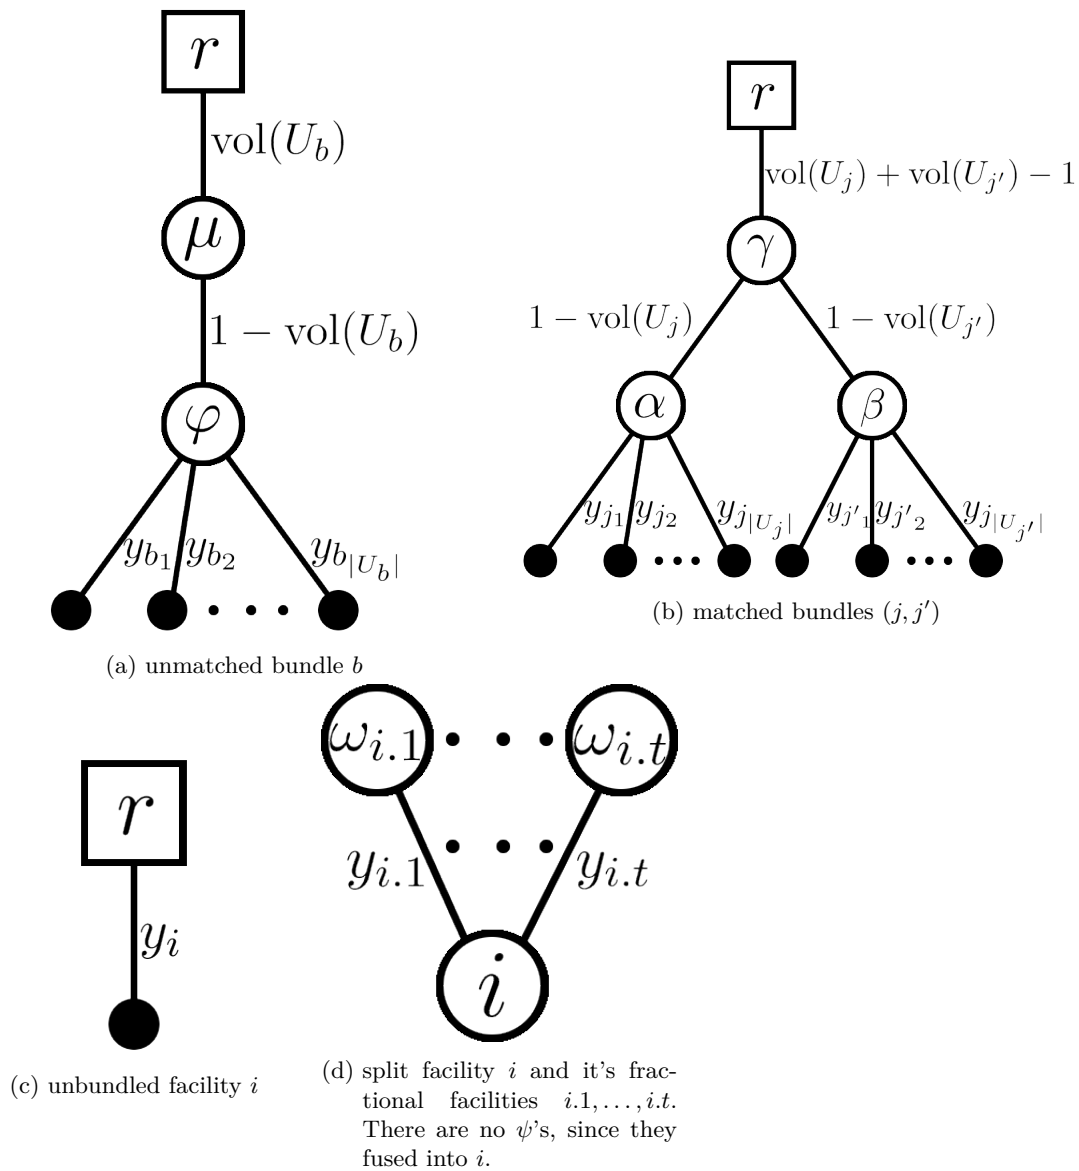 r
vol(U_b)
μ
1 − vol(U_b)
φ
y_{b_1} y_{b_2} y_{b_{|U_b|}}
(a) unmatched bundle b
r
vol(U_j) + vol(U_{j′}) − 1
γ
1 − vol(U_j) 1 − vol(U_{j′})
α β
y_{j_1} y_{j_2} y_{j_{|U_j|}} y_{j′_1} y_{j′_2} y_{j_{|U_{j′}|}}
(b) matched bundles (j, j′)
r
y_i
(c) unbundled facility i
ω_{i.1} ω_{i.t}
y_{i.1} y_{i.t}
i
(d) split facility i and it's frac-
tional facilities i.1, . . . , i.t.
There are no ψ's, since they
fused into i.